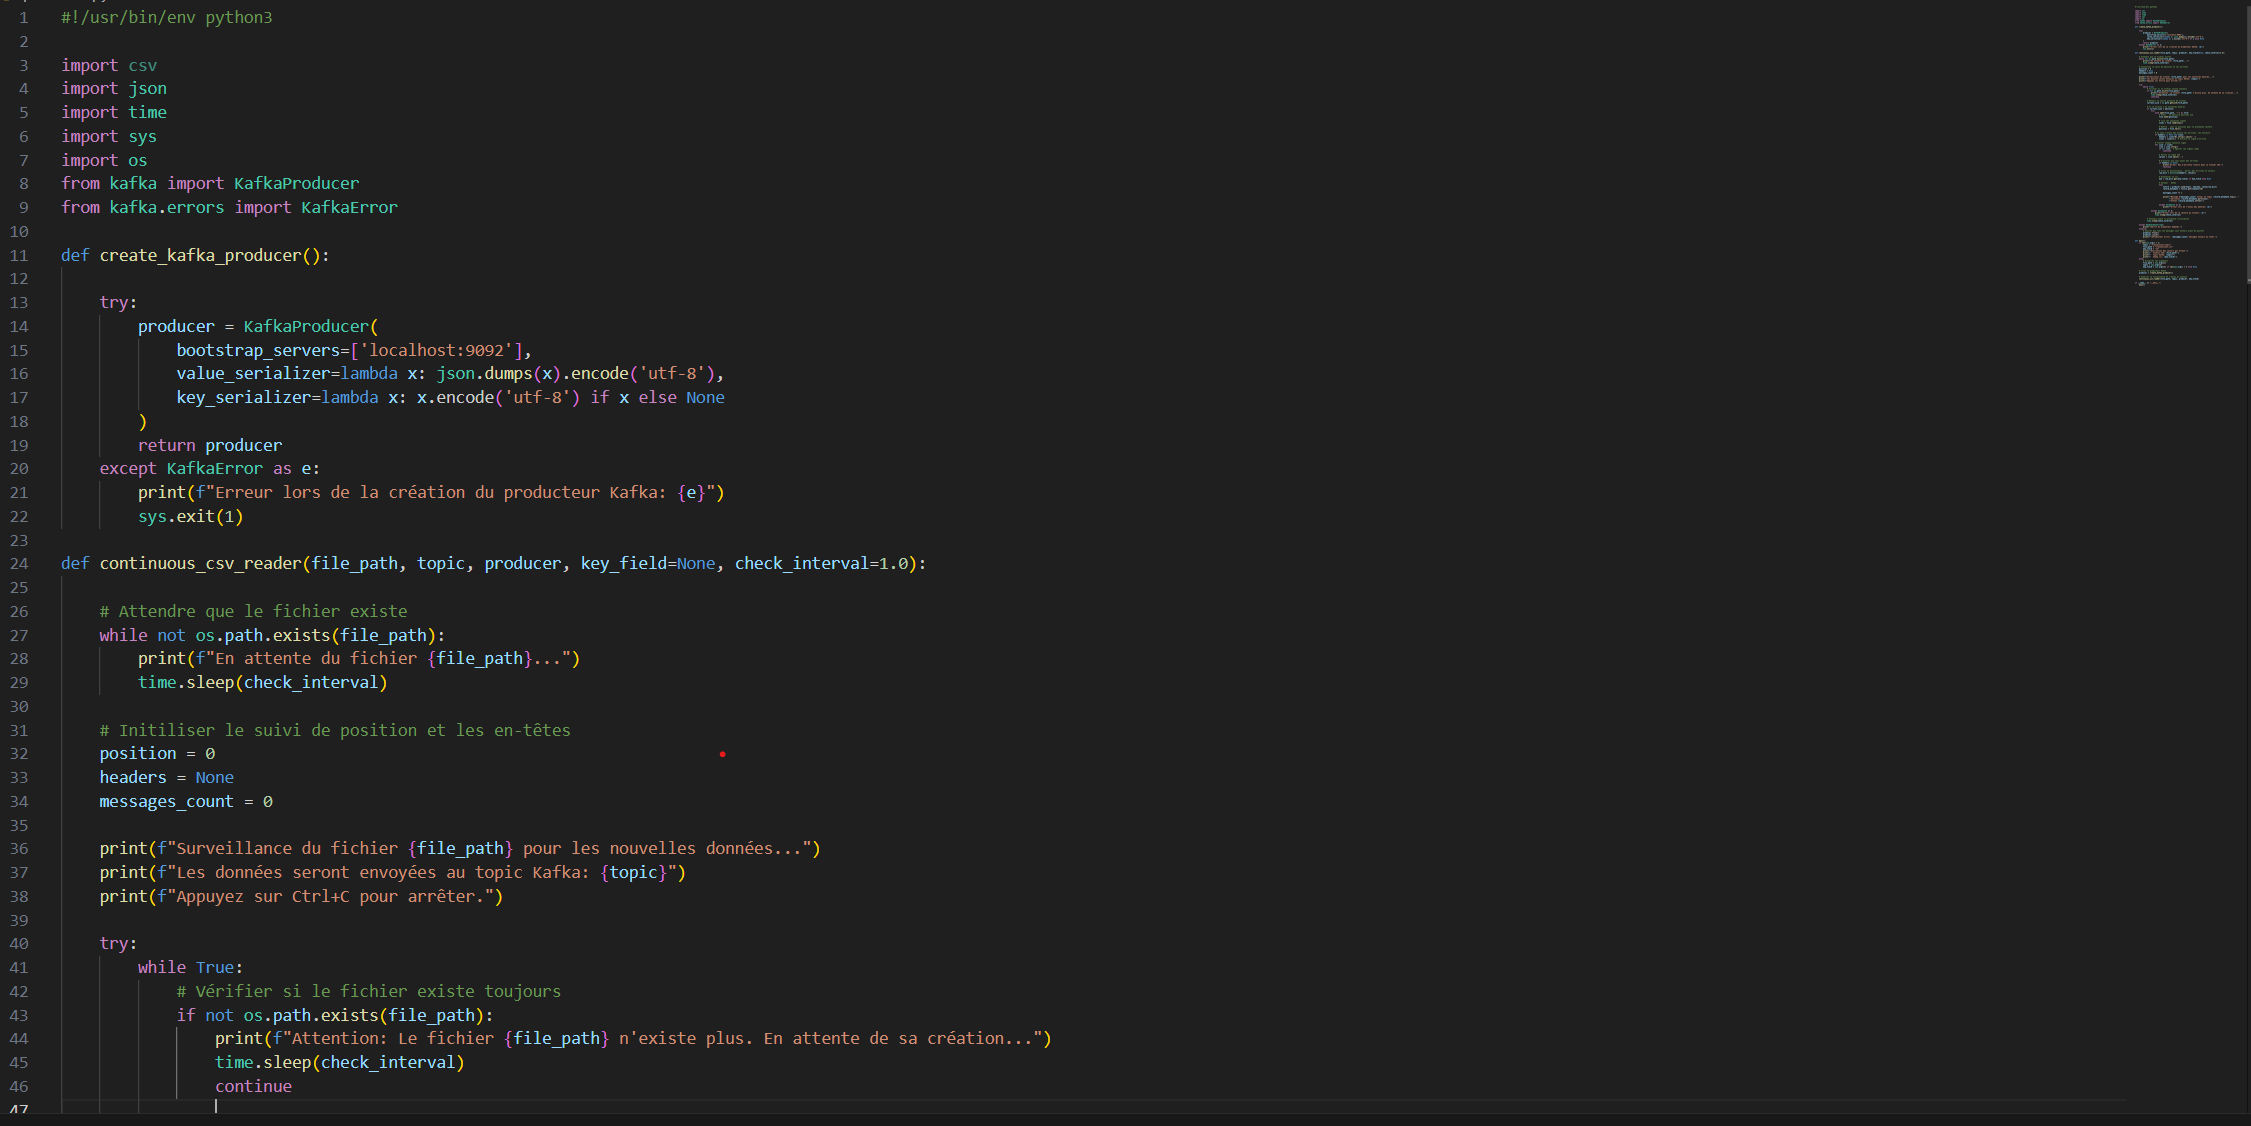 1 #!/usr/bin/env python3
2
3 import csv
4 import json
5 import time
6 import sys
7 import os
8 from kafka import KafkaProducer
9 from kafka.errors import KafkaError
10
11 def create_kafka_producer():
12
13     try:
14         producer = KafkaProducer(
15             bootstrap_servers=['localhost:9092'],
16             value_serializer=lambda x: json.dumps(x).encode('utf-8'),
17             key_serializer=lambda x: x.encode('utf-8') if x else None
18         )
19         return producer
20     except KafkaError as e:
21         print(f"Erreur lors de la création du producteur Kafka: {e}")
22         sys.exit(1)
23
24 def continuous_csv_reader(file_path, topic, producer, key_field=None, check_interval=1.0):
25
26     # Attendre que le fichier existe
27     while not os.path.exists(file_path):
28         print(f"En attente du fichier {file_path}...")
29         time.sleep(check_interval)
30
31     # Initiliser le suivi de position et les en-têtes
32     position = 0
33     headers = None
34     messages_count = 0
35
36     print(f"Surveillance du fichier {file_path} pour les nouvelles données...")
37     print(f"Les données seront envoyées au topic Kafka: {topic}")
38     print(f"Appuyez sur Ctrl+C pour arrêter.")
39
40     try:
41         while True:
42             # Vérifier si le fichier existe toujours
43             if not os.path.exists(file_path):
44                 print(f"Attention: Le fichier {file_path} n'existe plus. En attente de sa création...")
45                 time.sleep(check_interval)
46                 continue
47